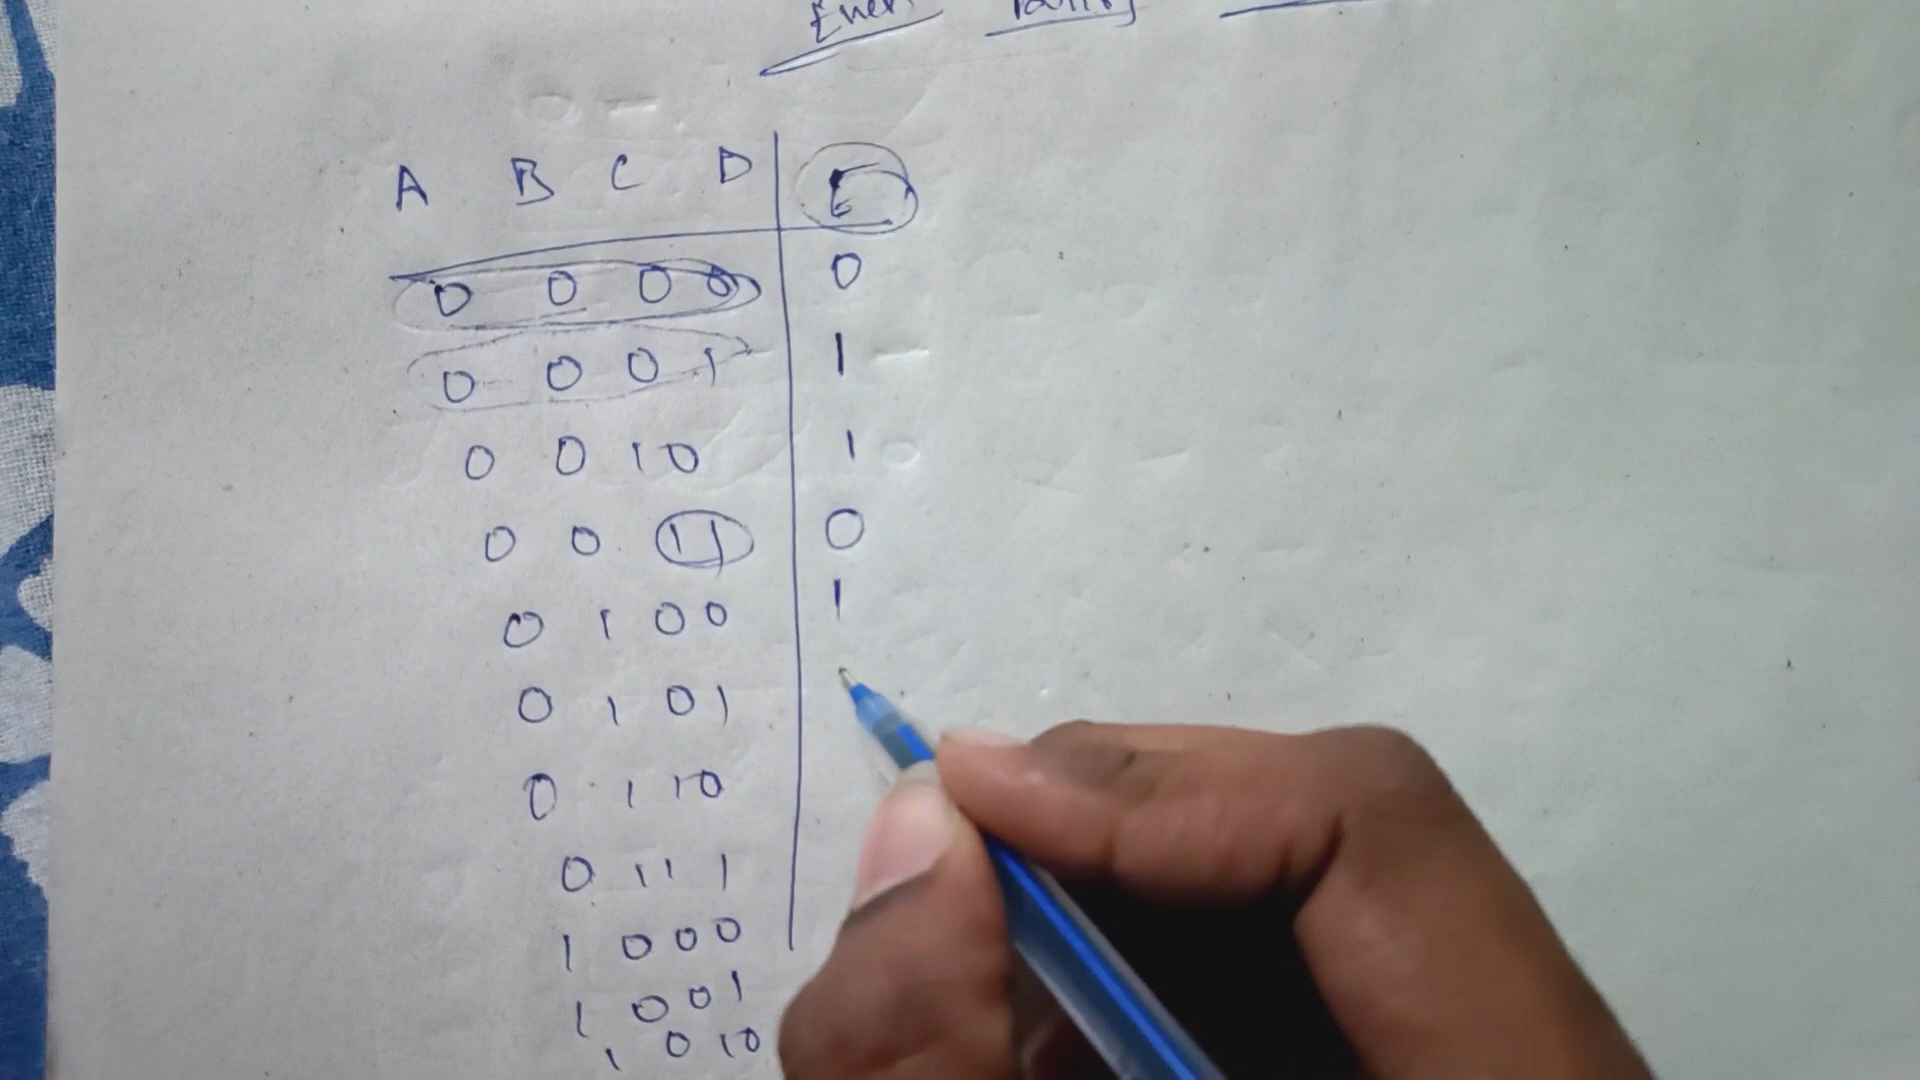 Even Parity
A B C D E
0 0 0 0 0
0 0 0 1 1
0 0 1 0 1
0 0 1 1 0
0 1 0 0 1
0 1 0 1
0 1 1 0
0 1 1 1
1 0 0 0
1 0 0 1
1 0 1 0